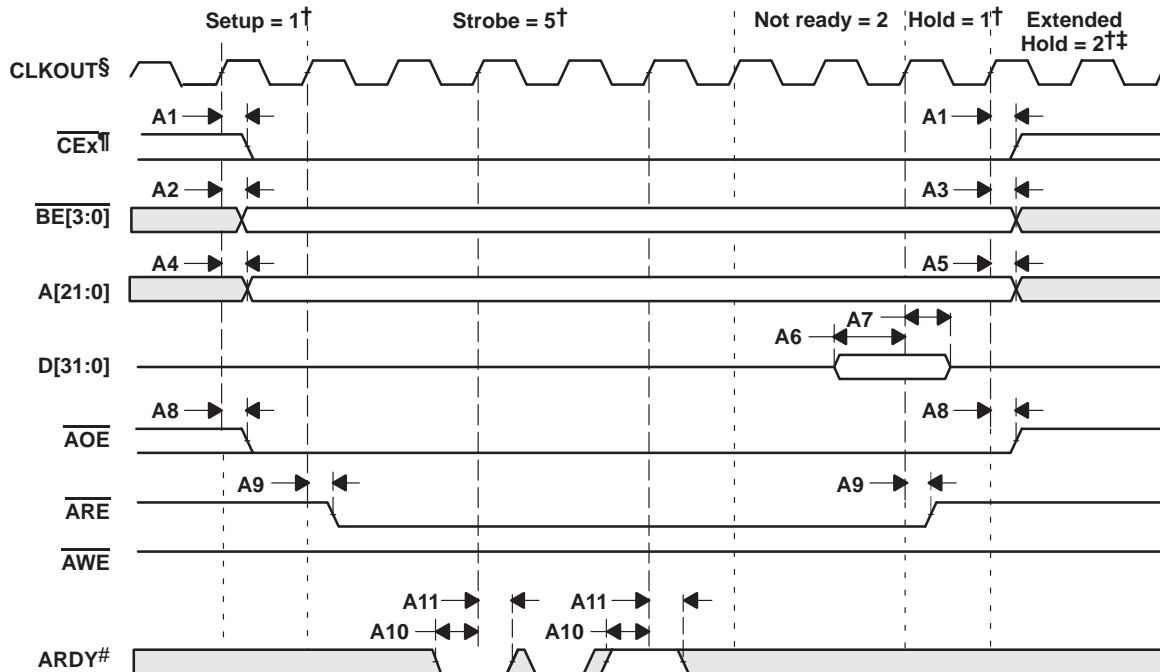 Setup = 1† Strobe = 5† Not ready = 2 Hold = 1† Extended
Hold = 2†‡
CLKOUT§
A1 A1
CEx¶
A2 A3
BE[3:0]
A4 A5
A[21:0]
A7
A6
D[31:0]
A8 A8
AOE
A9 A9
ARE
AWE
A11 A11
A10 A10
ARDY#